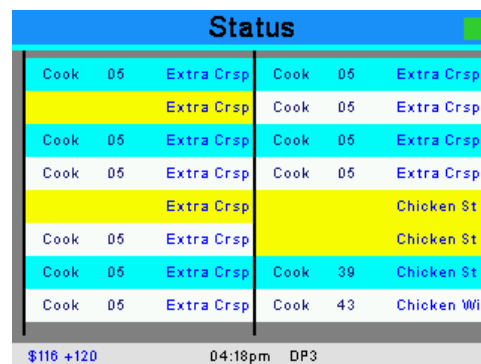 Status
Cook 05 Extra Crsp Cook 05 Extra Crsp
Extra Crsp Cook 05 Extra Crsp
Cook 05 Extra Crsp Cook 05 Extra Crsp
Cook 05 Extra Crsp Cook 05 Extra Crsp
Extra Crsp Chicken St
Cook 05 Extra Crsp Chicken St
Cook 05 Extra Crsp Cook 39 Chicken St
Cook 05 Extra Crsp Cook 43 Chicken Wi
$116 +120 04:18pm DP3